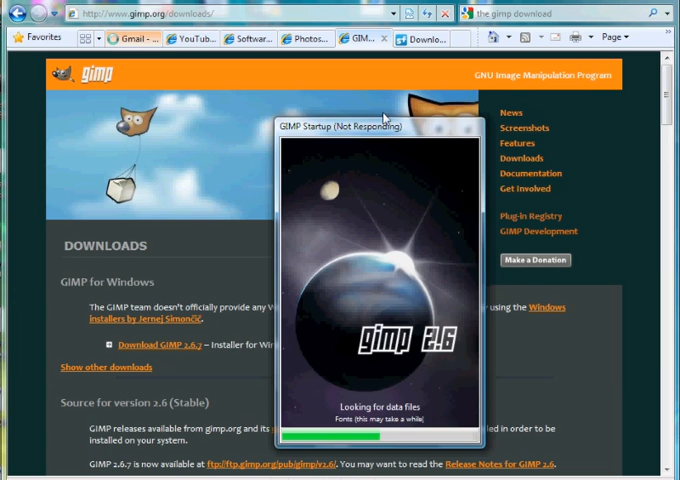 http://www.gimp.org/downloads/
the gimp download
Favorites
Gmail - ...
YouTub...
Softwar...
Photos...
GIM...
Downlo...
Page
gimp
GNU Image Manipulation Program
GIMP Startup (Not Responding)
News
Screenshots
Features
Downloads
Documentation
Get Involved
Plug-in Registry
GIMP Development
Make a Donation
DOWNLOADS
GIMP for Windows
The GIMP team doesn't officially provide any W
y using the Windows
installers by Jernej Simončič.
Download GIMP 2.6.7 – Installer for Win
Show other downloads
gimp 2.6
Looking for data files
Fonts (this may take a while)
Source for version 2.6 (Stable)
GIMP releases available from gimp.org and its
led in order to be
installed on your system.
GIMP 2.6.7 is now available at ftp://ftp.gimp.org/pub/gimp/v2.6/. You may want to read the Release Notes for GIMP 2.6.